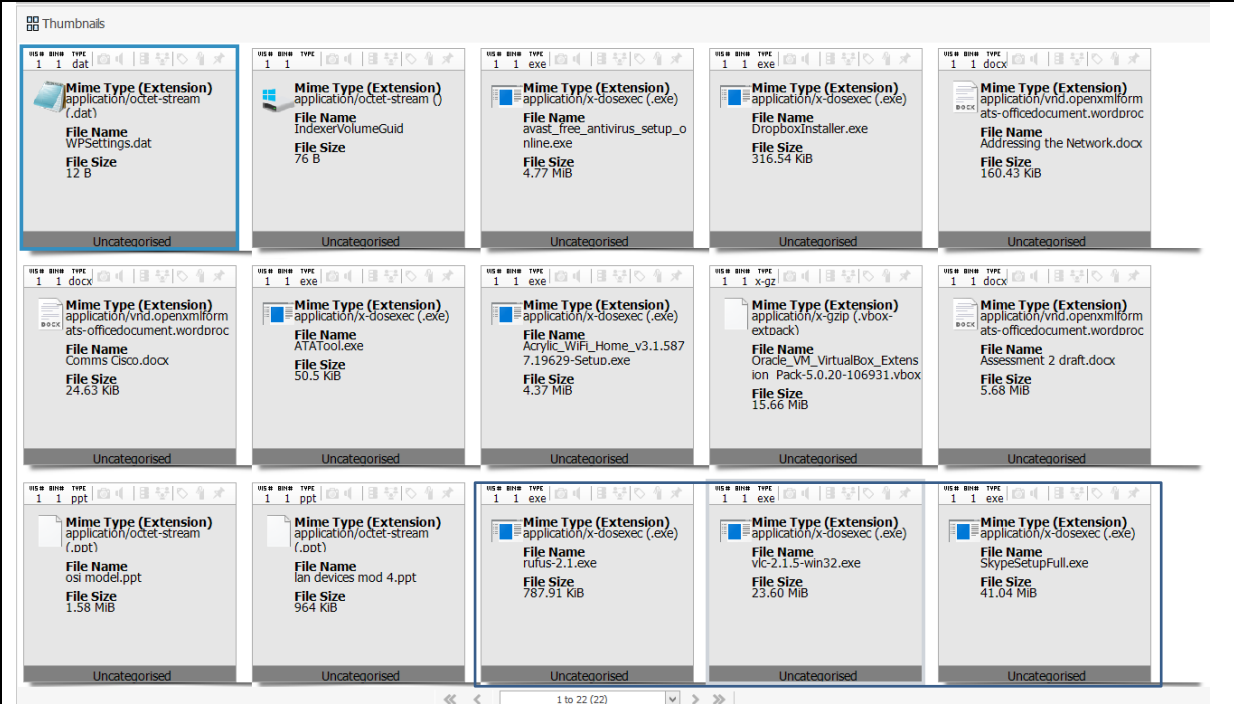 Thumbnails
VIS# BIN# TYPE
1 1 dat
Mime Type (Extension)
application/octet-stream
(.dat)
File Name
WPSettings.dat
File Size
12 B
Uncategorised
VIS# BIN# TYPE
1 1
Mime Type (Extension)
application/octet-stream ()
File Name
IndexerVolumeGuid
File Size
76 B
Uncategorised
VIS# BIN# TYPE
1 1 exe
Mime Type (Extension)
application/x-dosexec (.exe)
File Name
avast_free_antivirus_setup_o
nline.exe
File Size
4.77 MiB
Uncategorised
VIS# BIN# TYPE
1 1 exe
Mime Type (Extension)
application/x-dosexec (.exe)
File Name
DropboxInstaller.exe
File Size
316.54 KiB
Uncategorised
VIS# BIN# TYPE
1 1 docx
DOCX
Mime Type (Extension)
application/vnd.openxmlform
ats-officedocument.wordproc
File Name
Addressing the Network.docx
File Size
160.43 KiB
Uncategorised
VIS# BIN# TYPE
1 1 docx
DOCX
Mime Type (Extension)
application/vnd.openxmlform
ats-officedocument.wordproc
File Name
Comms Cisco.docx
File Size
24.63 KiB
Uncategorised
VIS# BIN# TYPE
1 1 exe
Mime Type (Extension)
application/x-dosexec (.exe)
File Name
ATATool.exe
File Size
50.5 KiB
Uncategorised
VIS# BIN# TYPE
1 1 exe
Mime Type (Extension)
application/x-dosexec (.exe)
File Name
Acrylic_WiFi_Home_v3.1.587
7.19629-Setup.exe
File Size
4.37 MiB
Uncategorised
VIS# BIN# TYPE
1 1 x-gz
Mime Type (Extension)
application/x-gzip (.vbox-
extpack)
File Name
Oracle_VM_VirtualBox_Extens
ion_Pack-5.0.20-106931.vbox
File Size
15.66 MiB
Uncategorised
VIS# BIN# TYPE
1 1 docx
DOCX
Mime Type (Extension)
application/vnd.openxmlform
ats-officedocument.wordproc
File Name
Assessment 2 draft.docx
File Size
5.68 MiB
Uncategorised
VIS# BIN# TYPE
1 1 ppt
Mime Type (Extension)
application/octet-stream
(.ppt)
File Name
osi model.ppt
File Size
1.58 MiB
Uncategorised
VIS# BIN# TYPE
1 1 ppt
Mime Type (Extension)
application/octet-stream
(.ppt)
File Name
lan devices mod 4.ppt
File Size
964 KiB
Uncategorised
VIS# BIN# TYPE
1 1 exe
Mime Type (Extension)
application/x-dosexec (.exe)
File Name
rufus-2.1.exe
File Size
787.91 KiB
Uncategorised
VIS# BIN# TYPE
1 1 exe
Mime Type (Extension)
application/x-dosexec (.exe)
File Name
vlc-2.1.5-win32.exe
File Size
23.60 MiB
Uncategorised
VIS# BIN# TYPE
1 1 exe
Mime Type (Extension)
application/x-dosexec (.exe)
File Name
SkypeSetupFull.exe
File Size
41.04 MiB
Uncategorised
1 to 22 (22)